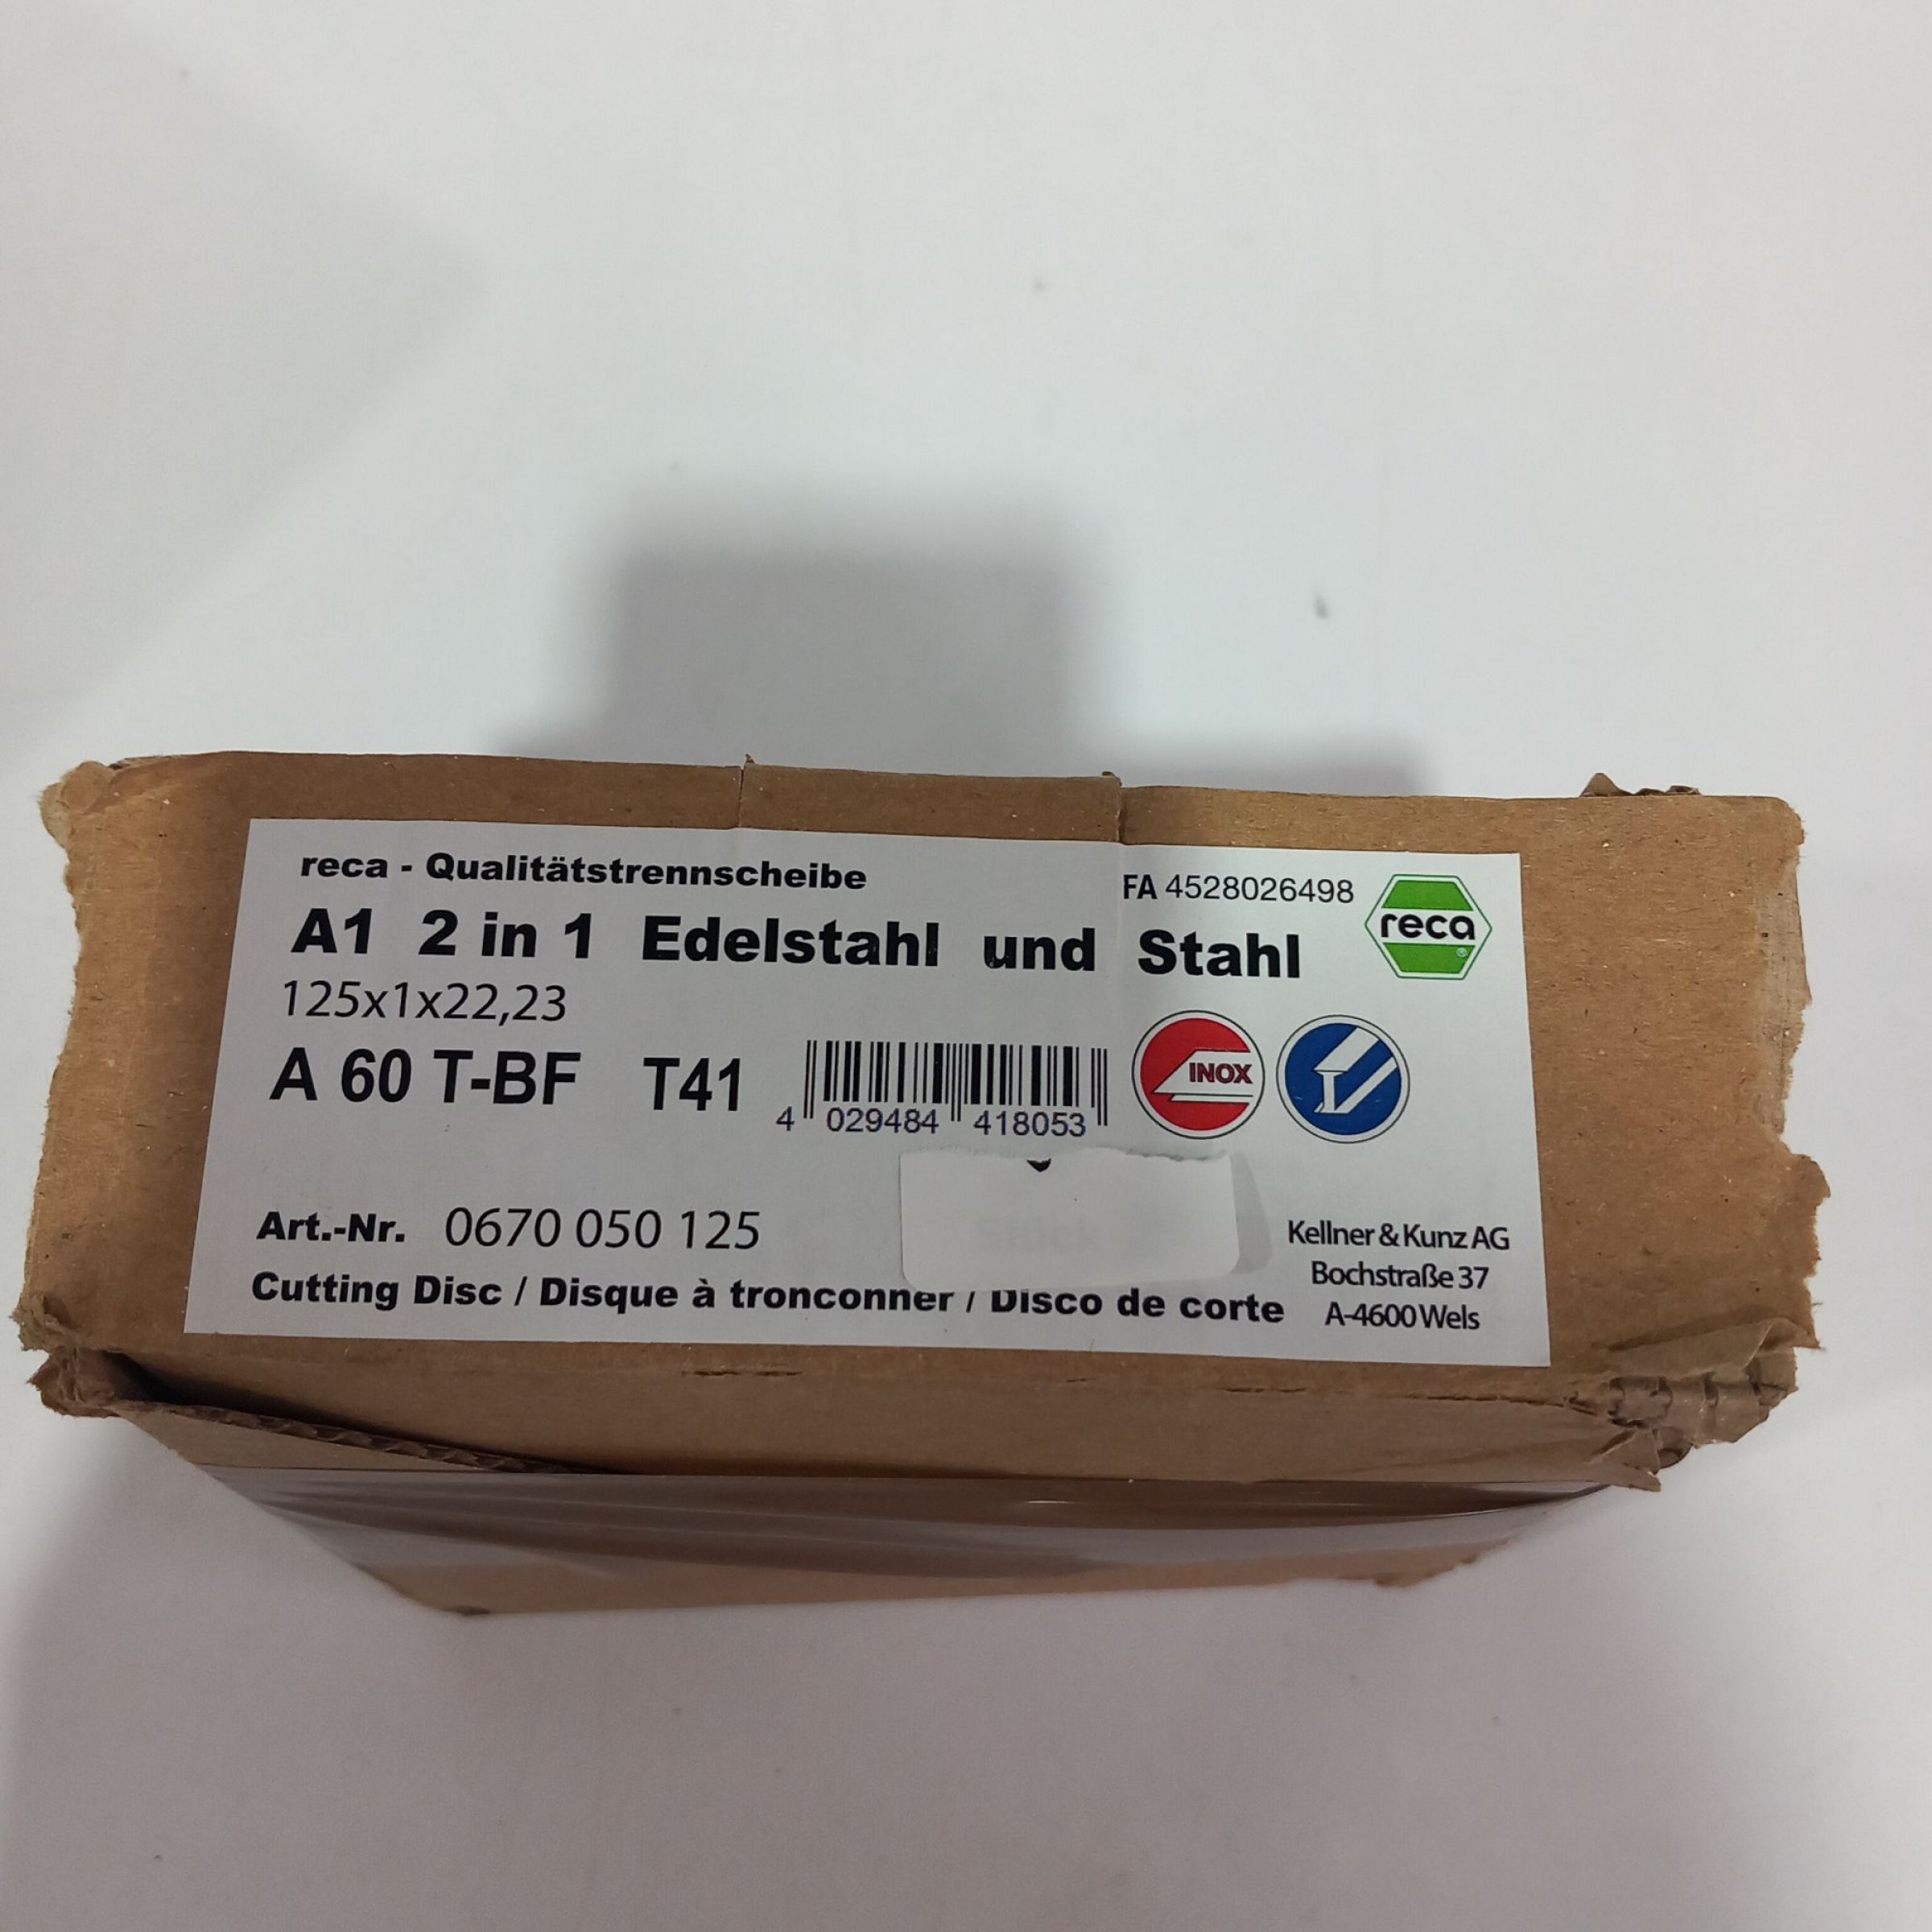 reca - Qualitätstrennscheibe
FA 4528026498
reca
A1 2 in 1 Edelstahl und Stahl
125x1x22,23
A 60 T-BF T41
4 029484 418053
INOX
Art.-Nr. 0670 050 125
Kellner & Kunz AG
Bochstraße 37
A-4600 Wels
Cutting Disc / Disque à tronconner / Disco de corte